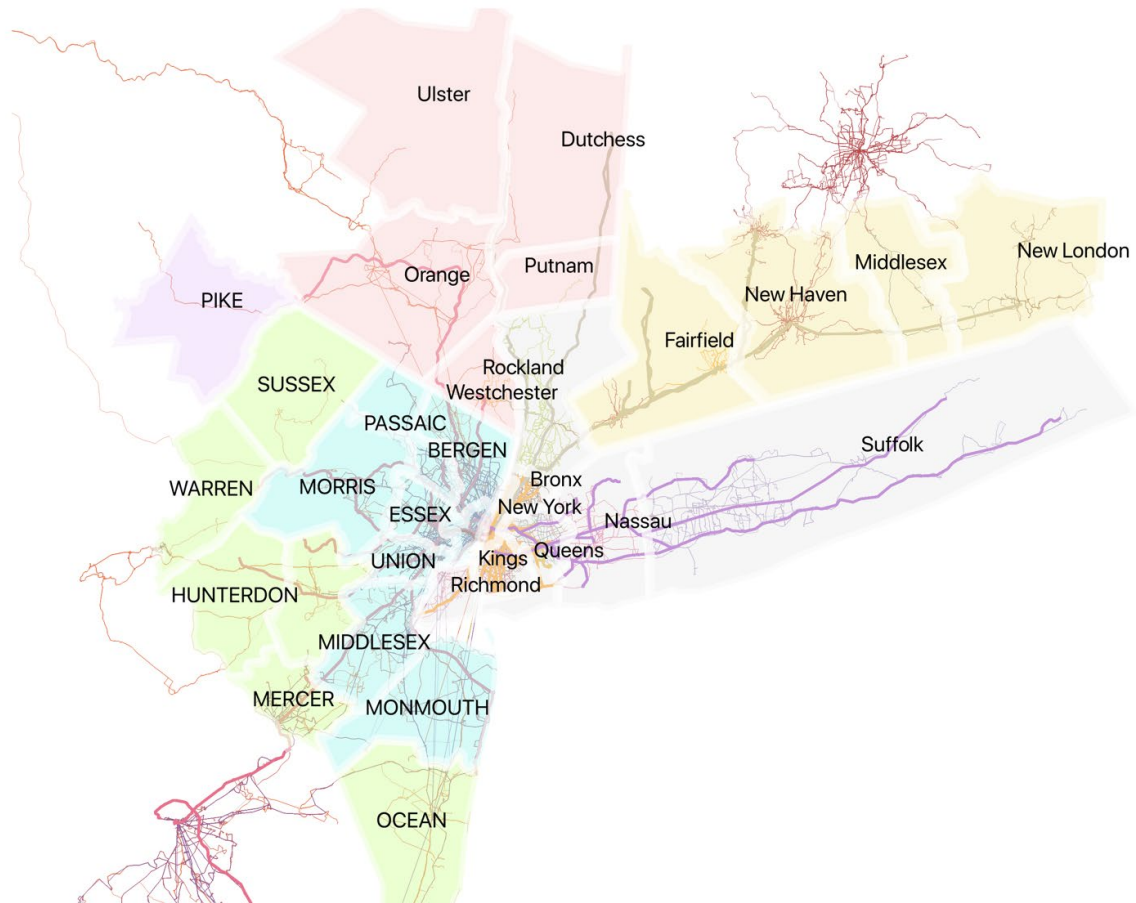 Ulster
Dutchess
New London
Middlesex
Putnam
Orange
PIKE
New Haven
Fairfield
Rockland
SUSSEX
Westchester
PASSAIC
Suffolk
BERGEN
Bronx
MORRIS
WARREN
New York
ESSEX
Nassau
Queens
Kings
UNION
Richmond
HUNTERDON
MIDDLESEX
MERCER
MONMOUTH
OCEAN